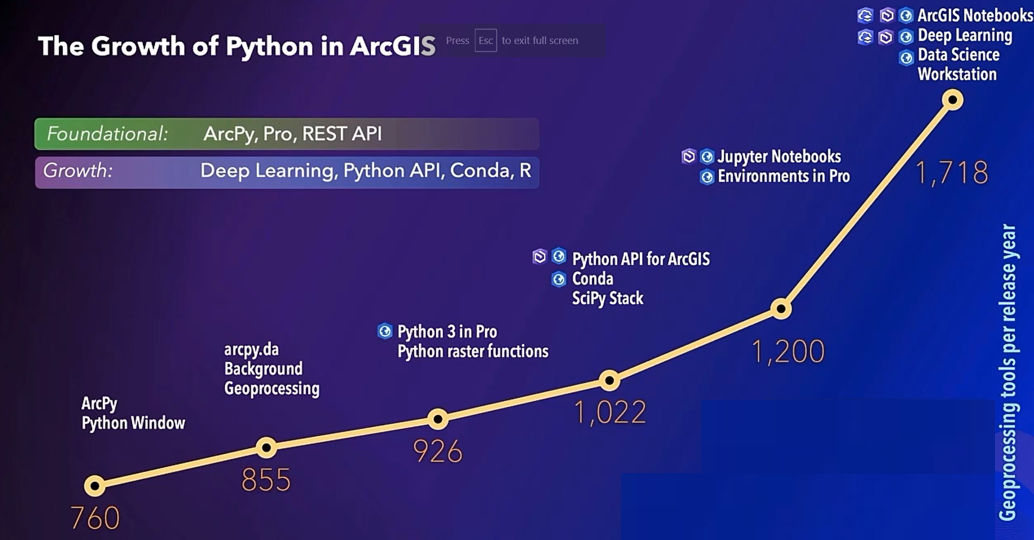 The Growth of Python in ArcGIS
Press Esc to exit full screen
Foundational: ArcPy, Pro, REST API
Growth: Deep Learning, Python API, Conda, R
ArcGIS Notebooks
Deep Learning
Data Science
Workstation
1,718
Jupyter Notebooks
Environments in Pro
1,200
Python API for ArcGIS
Conda
SciPy Stack
1,022
Python 3 in Pro
Python raster functions
926
arcpy.da
Background
Geoprocessing
855
ArcPy
Python Window
760
Geoprocessing tools per release year